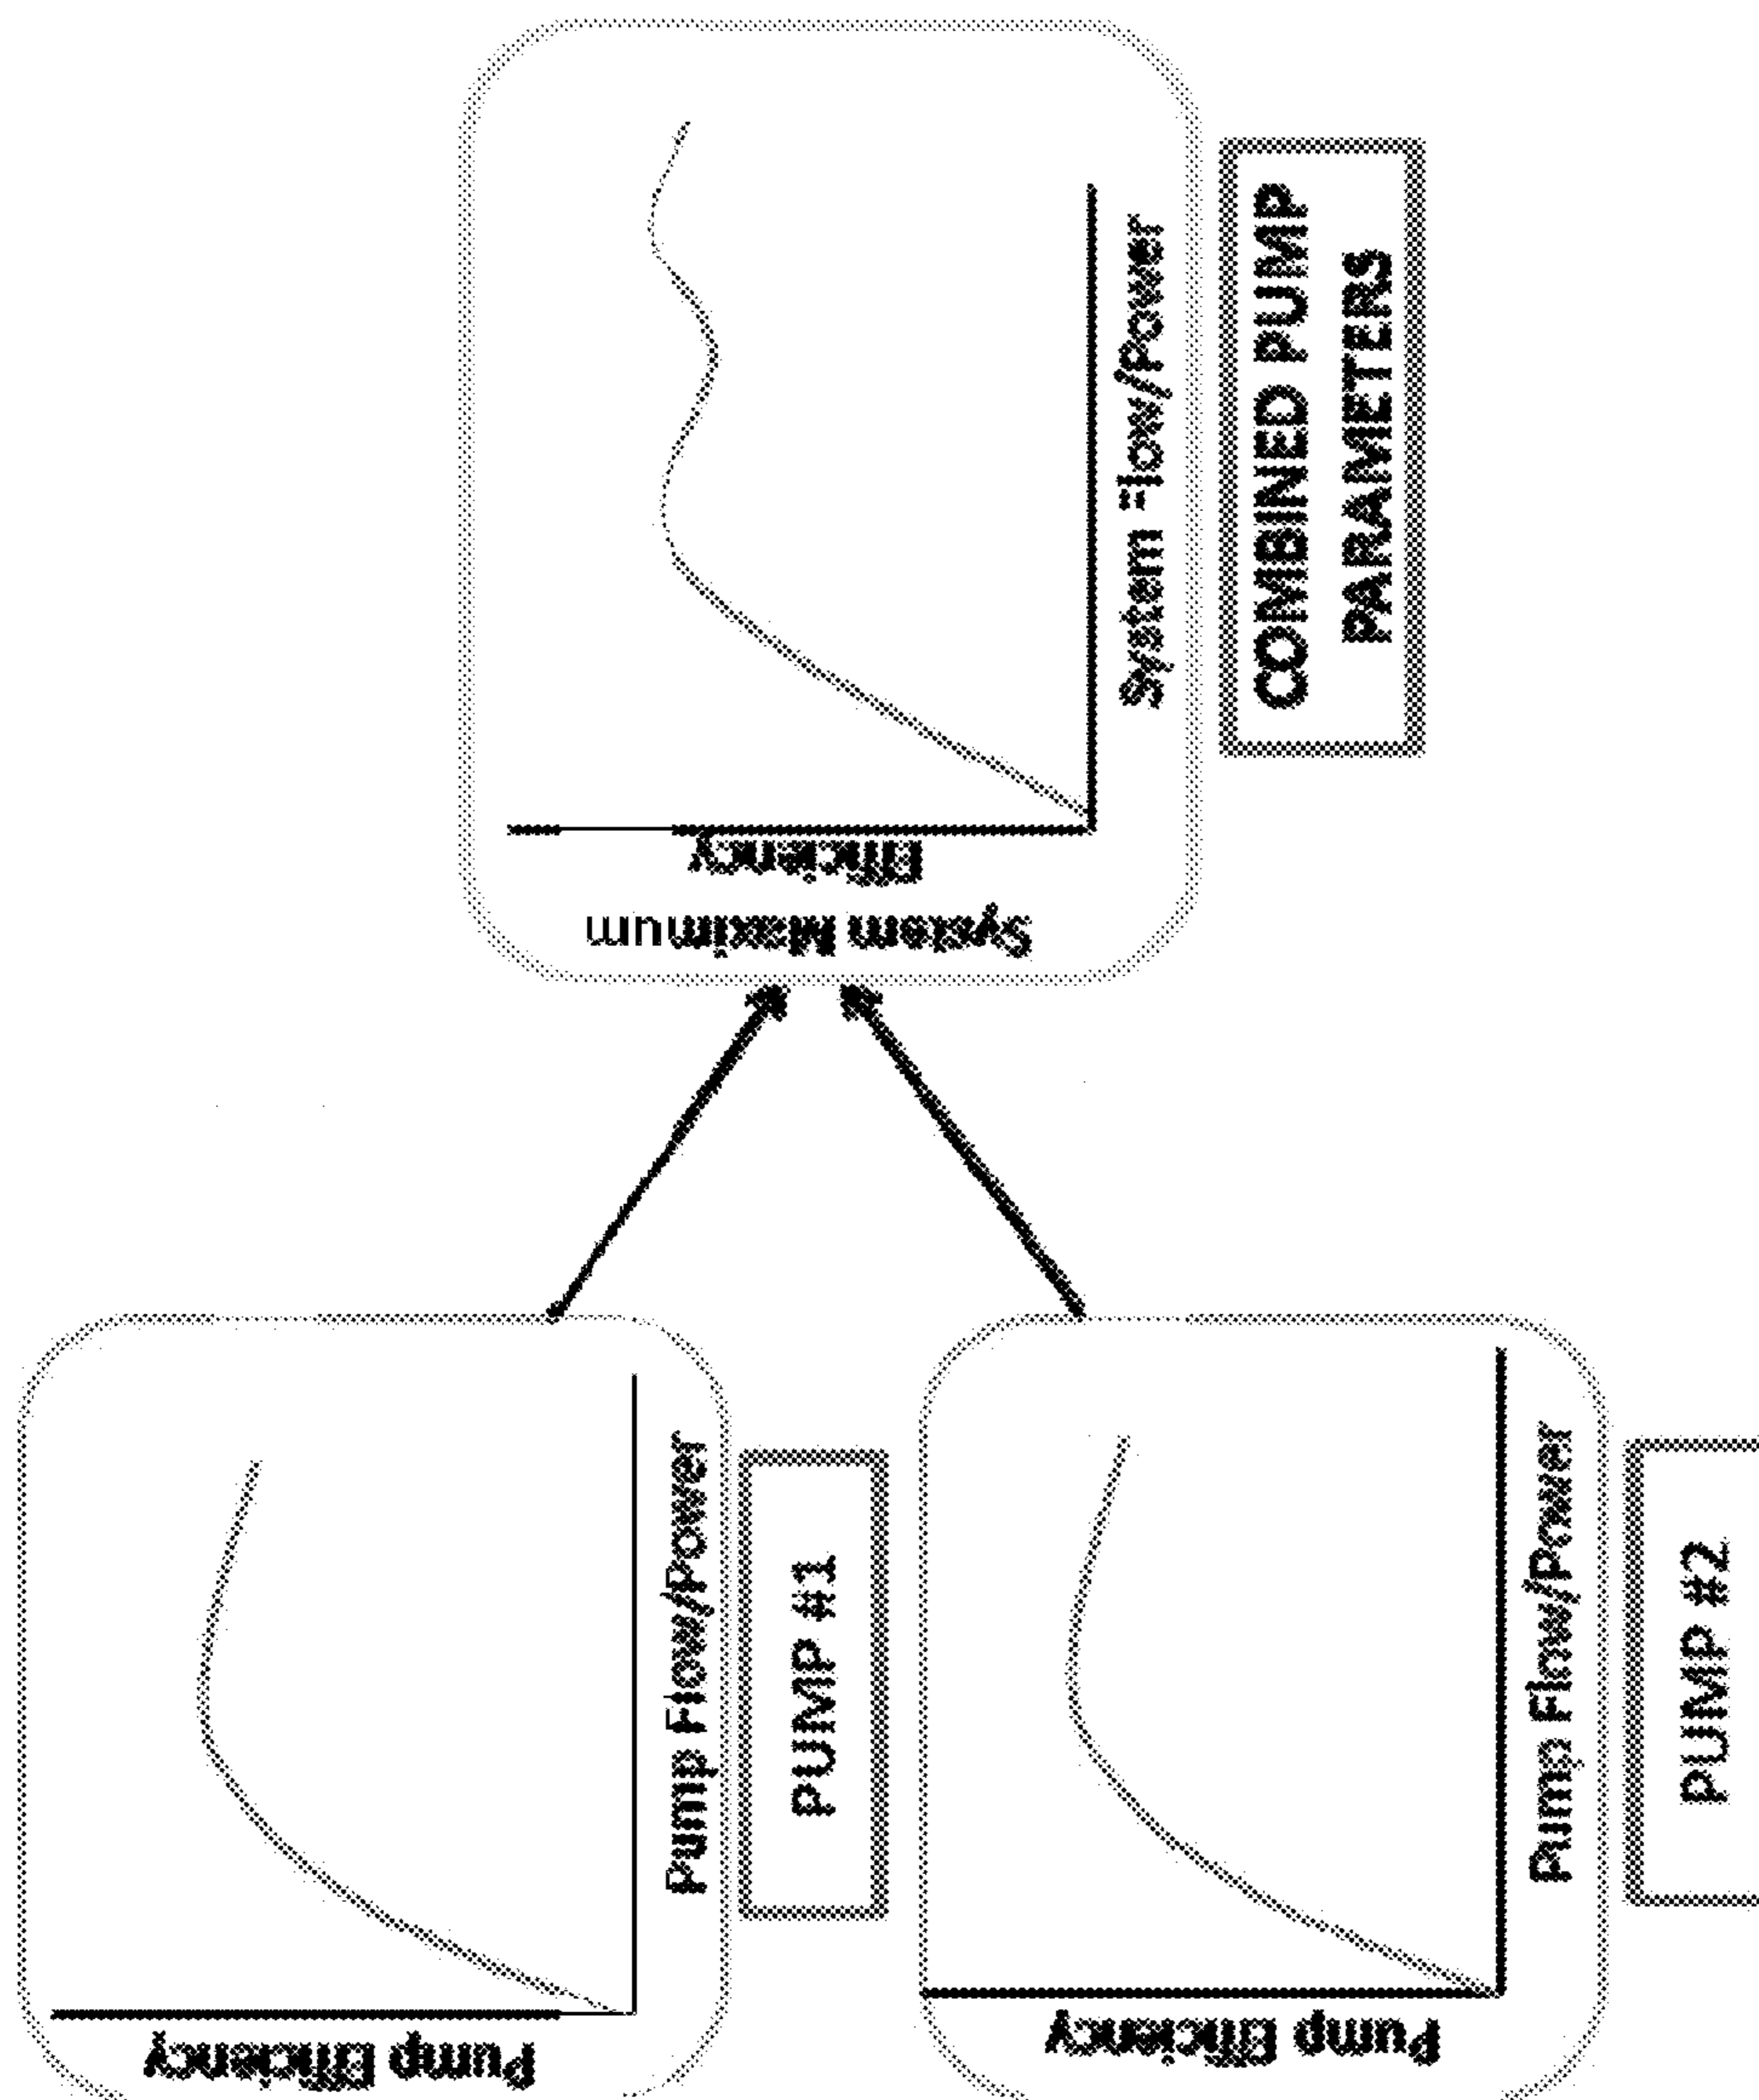 Pump Efficiency
Pump Flow/Power
PUMP #1
Pump Efficiency
Pump Flow/Power
PUMP #2
System Maximum
Efficiency
System Flow/Power
COMBINED PUMP
PARAMETERS